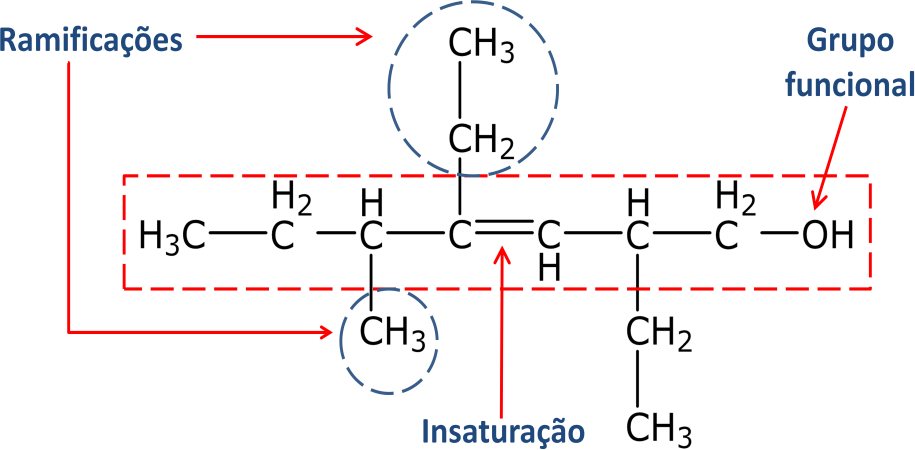 Ramificações
CH3
Grupo
funcional
CH2
H2
H
H
H2
H3C C C C C C C OH
H
CH3
CH2
Insaturação
CH3